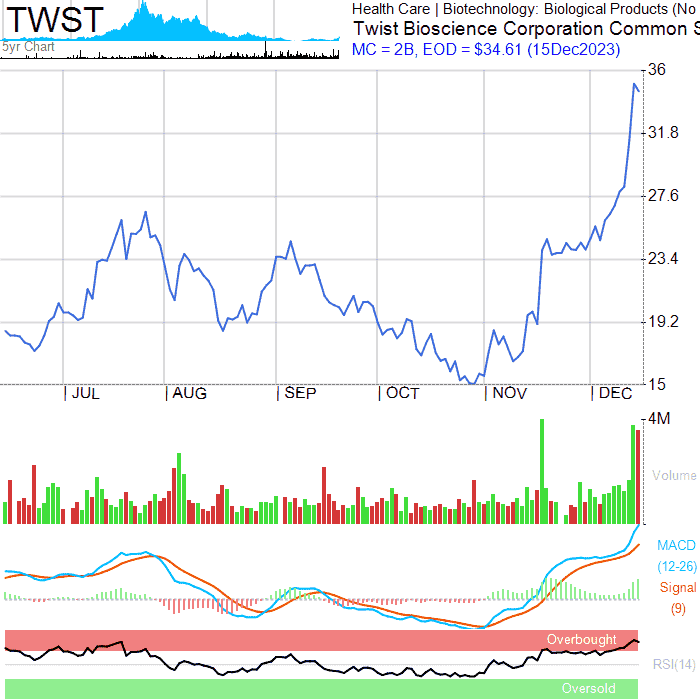 TWST
5yr Chart
Health Care | Biotechnology: Biological Products (No
Twist Bioscience Corporation Common S
MC = 2B, EOD = $34.61 (15Dec2023)
36
31.8
27.6
23.4
19.2
15
| JUL | AUG | SEP | OCT | NOV | DEC
4M
Volume
MACD
(12-26)
Signal
(9)
Overbought
RSI(14)
Oversold